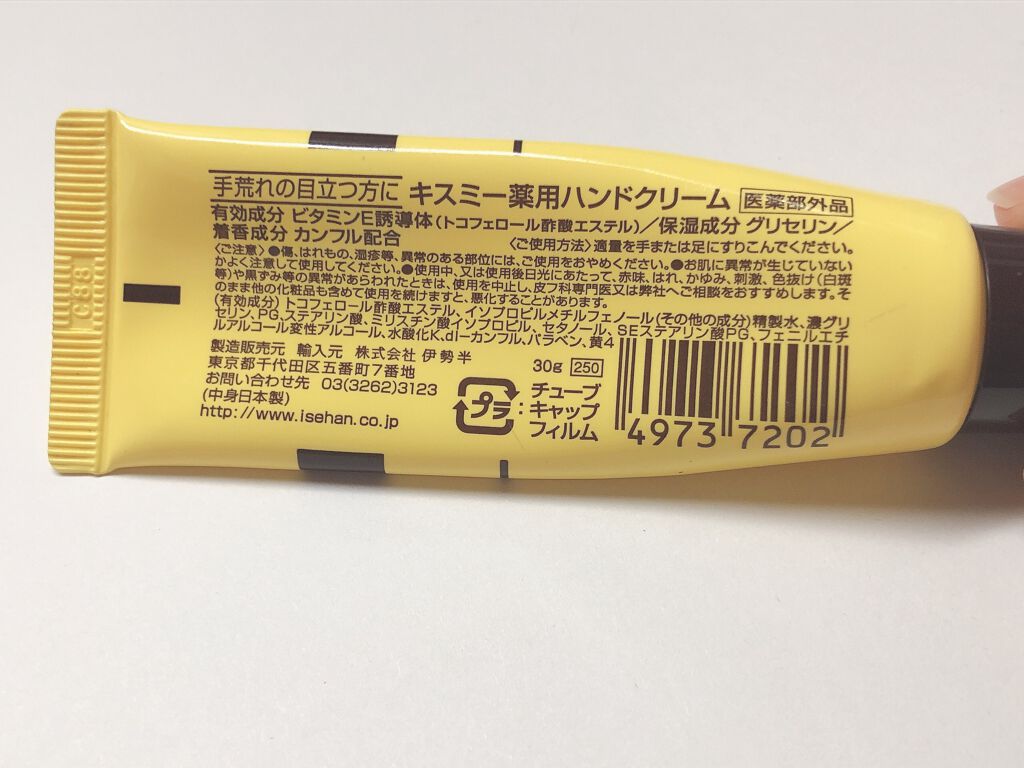 手荒れの目立つ方に キスミー薬用ハンドクリーム 医薬部外品
有効成分 ビタミンE誘導体(トコフェロール酢酸エステル)/保湿成分 グリセリン/
着香成分 カンフル配合 〈ご使用方法〉適量を手または足にすりこんでください。
〈ご注意〉●傷、はれもの、湿疹等、異常のある部位には、ご使用をおやめください。●お肌に異常が生じていない
かよく注意して使用してください。●使用中、又は使用後日光にあたって、赤味、はれ、かゆみ、刺激、色抜け(白斑
等)や黒ずみ等の異常があらわれたときは、使用を中止し、皮フ科専門医又は弊社へご相談をおすすめします。そ
のまま他の化粧品も含めて使用を続けますと、悪化することがあります。
(有効成分)トコフェロール酢酸エステル、イソプロピルメチルフェノール(その他の成分)精製水、濃グリ
セリン、PG、ステアリン酸、ミリスチン酸イソプロピル、セタノール、SEステアリン酸PG、フェニルエチ
ルアルコール変性アルコール、水酸化K、dl-カンフル、パラベン、黄4
製造販売元 輸入元 株式会社 伊勢半
東京都千代田区五番町7番地
お問い合わせ先 03(3262)3123
(中身日本製)
http://www.isehan.co.jp
30g 250
プラ
チューブ
:キャップ
フィルム
4973 7202
G88